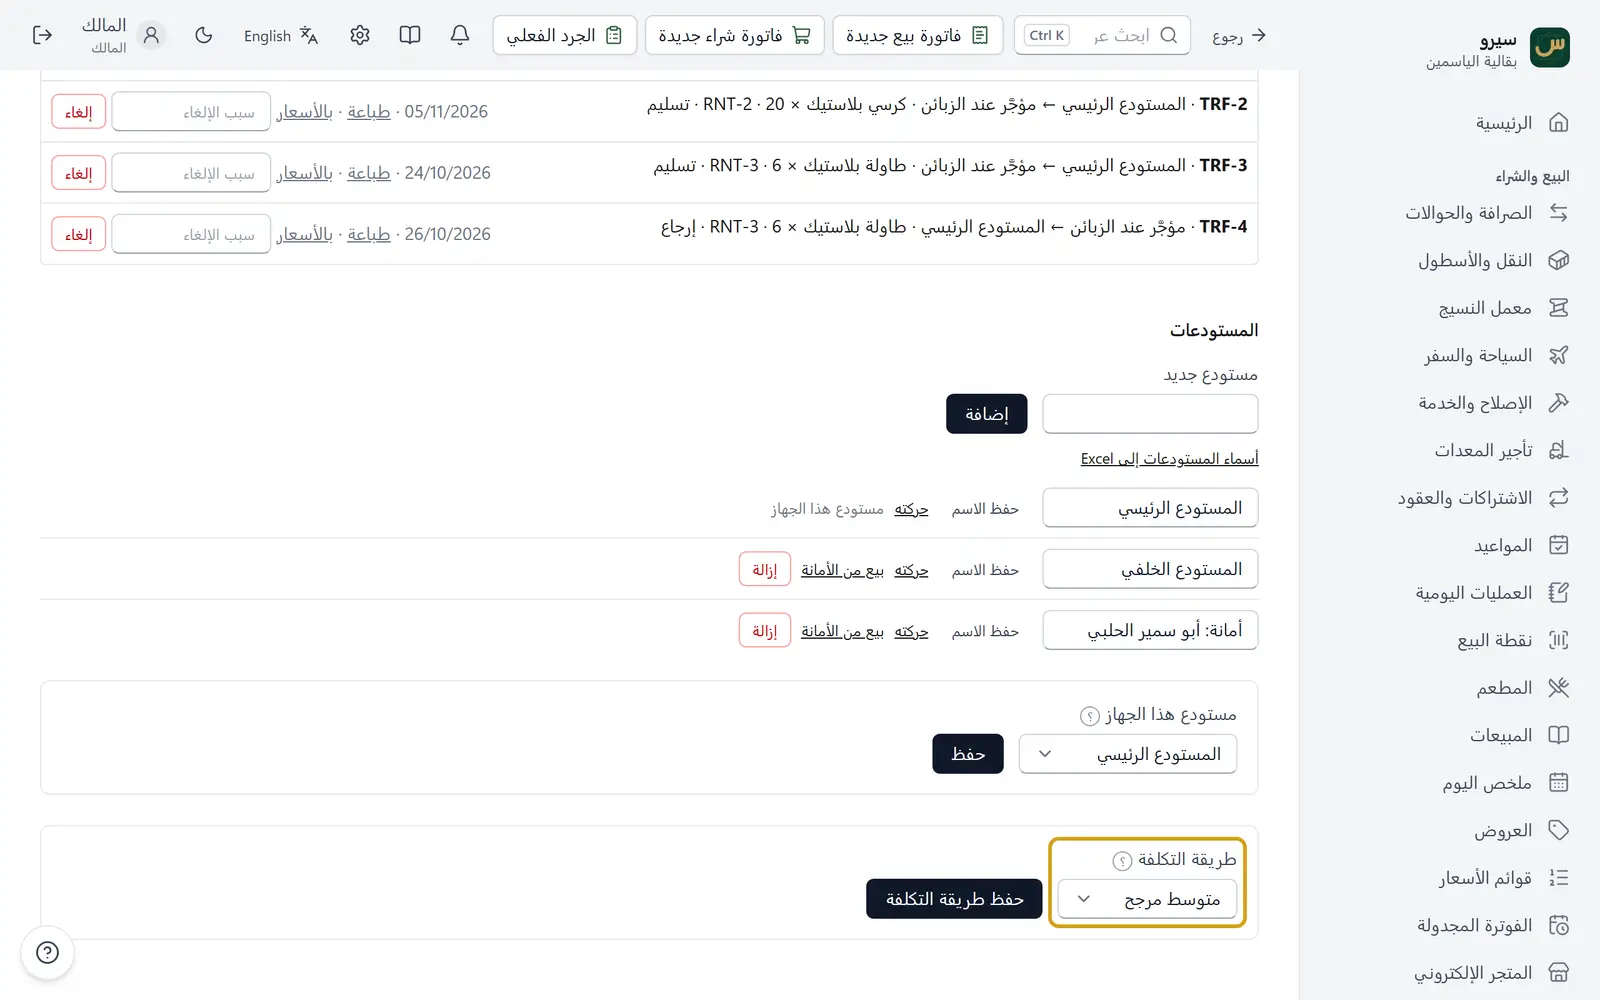 سيرو
بقالية الياسمين
رجوع
ابحث عر Ctrl K
فاتورة بيع جديدة
فاتورة شراء جديدة
الجرد الفعلي
English
المالك
المالك
الرئيسية
البيع والشراء
الصرافة والحوالات
النقل والأسطول
معمل النسيج
السياحة والسفر
الإصلاح والخدمة
تأجير المعدات
الاشتراكات والعقود
المواعيد
العمليات اليومية
نقطة البيع
المطعم
المبيعات
ملخص اليوم
العروض
قوائم الأسعار
الفوترة المجدولة
المتجر الإلكتروني
TRF-2 · المستودع الرئيسي ← مؤجَّر عند الزبائن · كرسي بلاستيك × 20 · RNT-2 · تسليم
05/11/2026 · طباعة · بالأسعار سبب الإلغاء إلغاء
TRF-3 · المستودع الرئيسي ← مؤجَّر عند الزبائن · طاولة بلاستيك × 6 · RNT-3 · تسليم
24/10/2026 · طباعة · بالأسعار سبب الإلغاء إلغاء
TRF-4 · مؤجَّر عند الزبائن ← المستودع الرئيسي · طاولة بلاستيك × 6 · RNT-3 · إرجاع
26/10/2026 · طباعة · بالأسعار سبب الإلغاء إلغاء
المستودعات
مستودع جديد
إضافة
أسماء المستودعات إلى Excel
المستودع الرئيسي حفظ الاسم حركته مستودع هذا الجهاز
المستودع الخلفي حفظ الاسم حركته بيع من الأمانة إزالة
أمانة: أبو سمير الحلبي حفظ الاسم حركته بيع من الأمانة إزالة
مستودع هذا الجهاز ؟
المستودع الرئيسي حفظ
طريقة التكلفة ؟
متوسط مرجح حفظ طريقة التكلفة